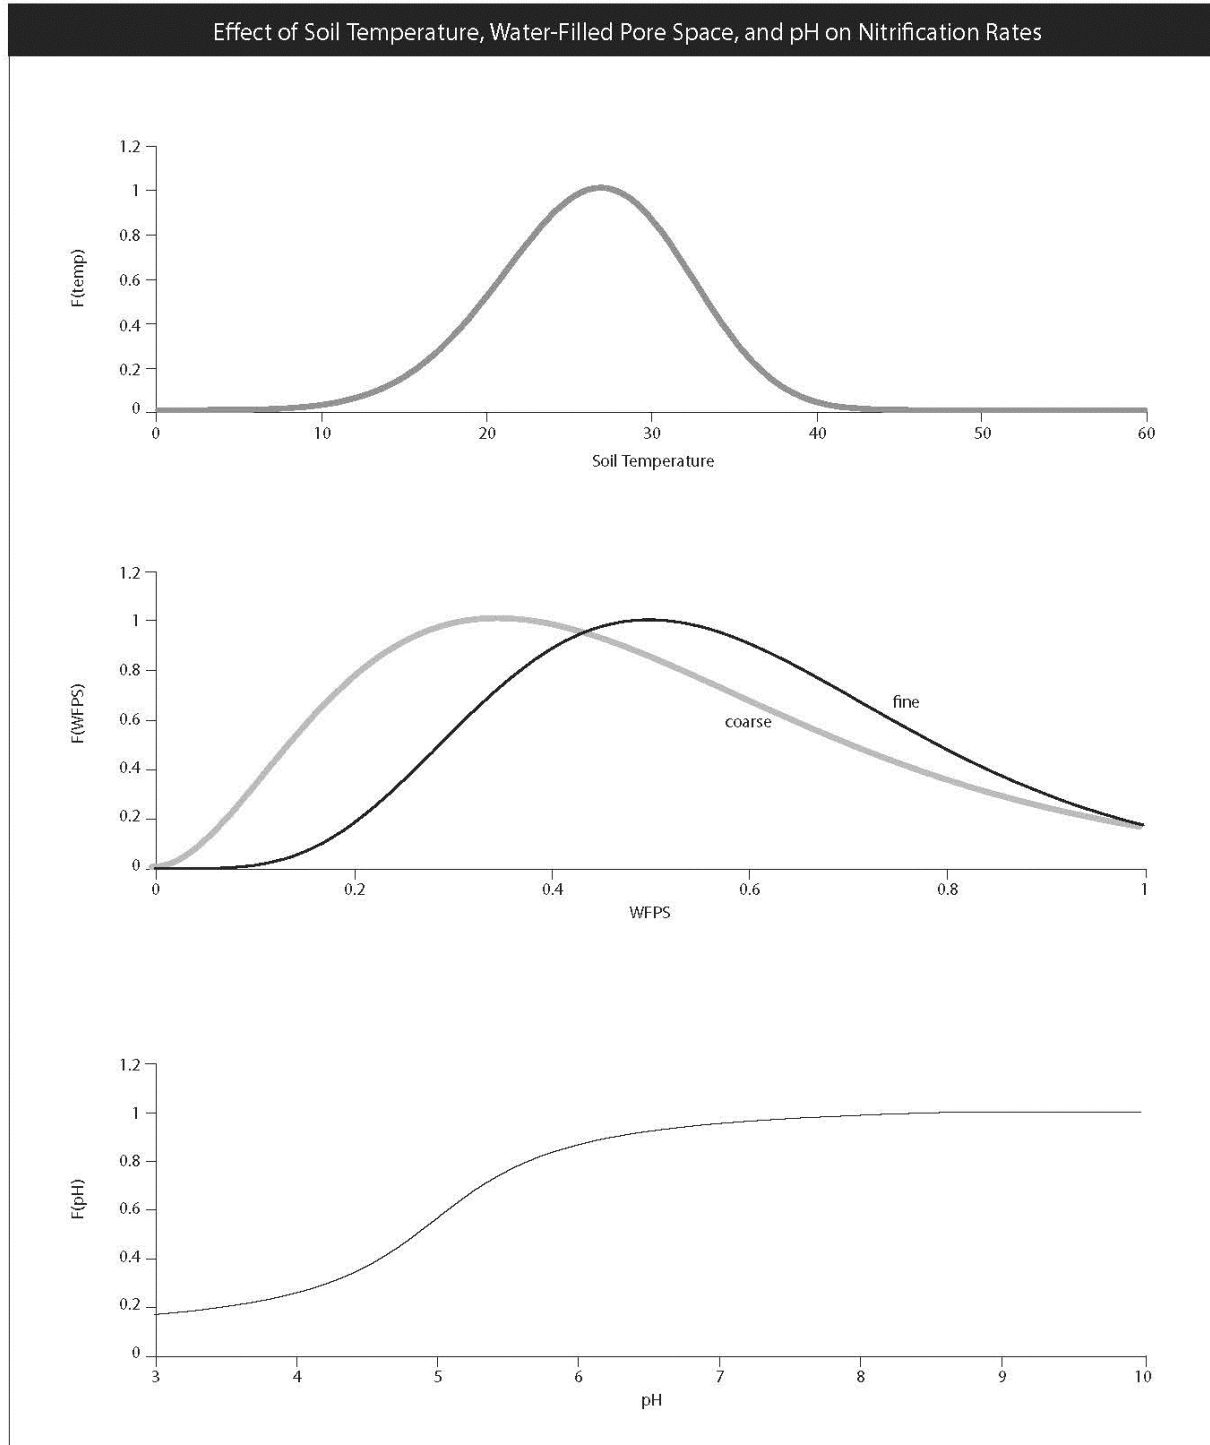 Effect of Soil Temperature, Water-Filled Pore Space, and pH on Nitrification Rates
1.2
1
0.8
0.6
0.4
0.2
0
F(temp)
0 10 20 30 40 50 60
Soil Temperature
1.2
1
0.8
0.6
0.4
0.2
0
F(WFPS)
fine
coarse
0 0.2 0.4 0.6 0.8 1
WFPS
1.2
1
0.8
0.6
0.4
0.2
0
F(pH)
3 4 5 6 7 8 9 10
pH